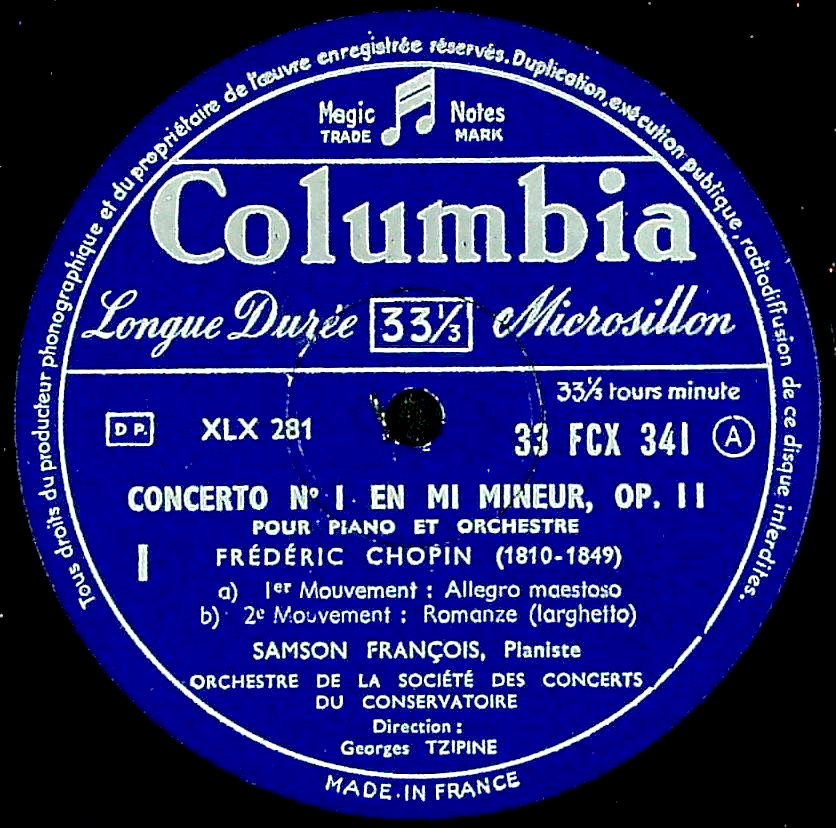 Tous droits du producteur phonographique et du propriétaire de l'œuvre enregistrée réservés. Duplication, exécution publique, radiodiffusion de ce disque interdites.
Magic Notes
TRADE MARK
Columbia
Longue Durée 33⅓ Microsillon
33⅓ tours minute
D P. XLX 281 33 FCX 341 A
CONCERTO Nº 1 EN MI MINEUR, OP. 11
POUR PIANO ET ORCHESTRE
I FRÉDÉRIC CHOPIN (1810-1849)
a) 1er Mouvement : Allegro maestoso
b) 2e Mouvement : Romanze (larghetto)
SAMSON FRANÇOIS, Pianiste
ORCHESTRE DE LA SOCIÉTÉ DES CONCERTS
DU CONSERVATOIRE
Direction :
Georges TZIPINE
MADE IN FRANCE